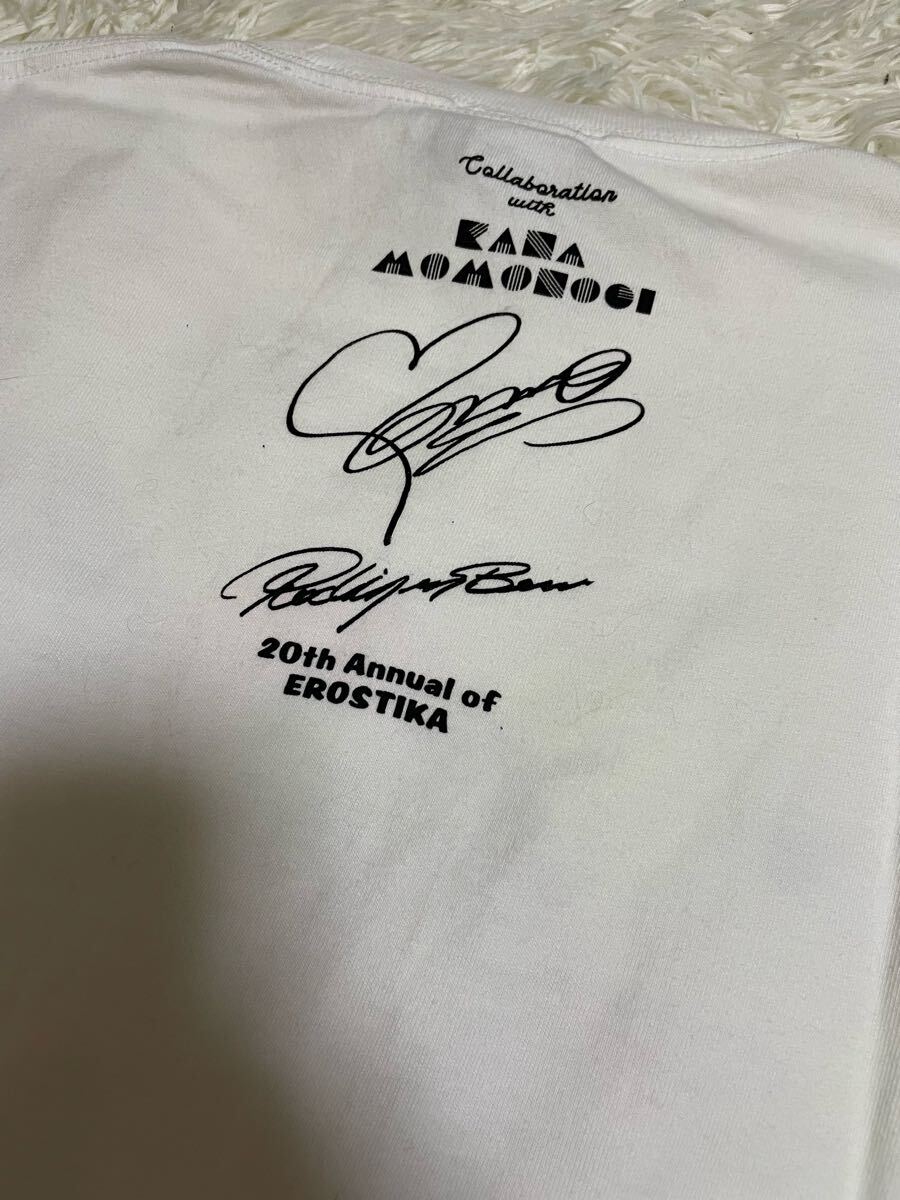 Collaboration
with
KANA
MOMONOGI
20th Annual of
EROSTIKA